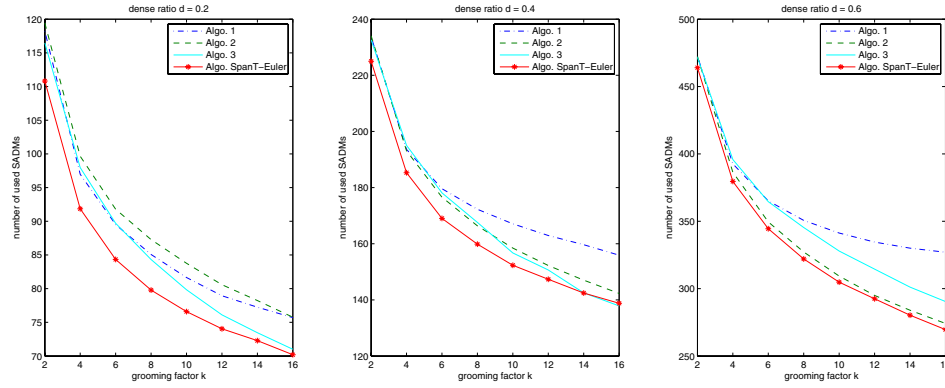 dense ratio d = 0.2
120
115
110
105
100
95
90
85
80
75
70
2
4
6
8
10
12
14
16
number of used SADMs
grooming factor k
Algo. 1
Algo. 2
Algo. 3
Algo. SpanT-Euler
dense ratio d = 0.4
240
220
200
180
160
140
120
2
4
6
8
10
12
14
16
number of used SADMs
grooming factor k
Algo. 1
Algo. 2
Algo. 3
Algo. SpanT-Euler
dense ratio d = 0.6
500
450
400
350
300
250
2
4
6
8
10
12
14
16
number of used SADMs
grooming factor k
Algo. 1
Algo. 2
Algo. 3
Algo. SpanT-Euler